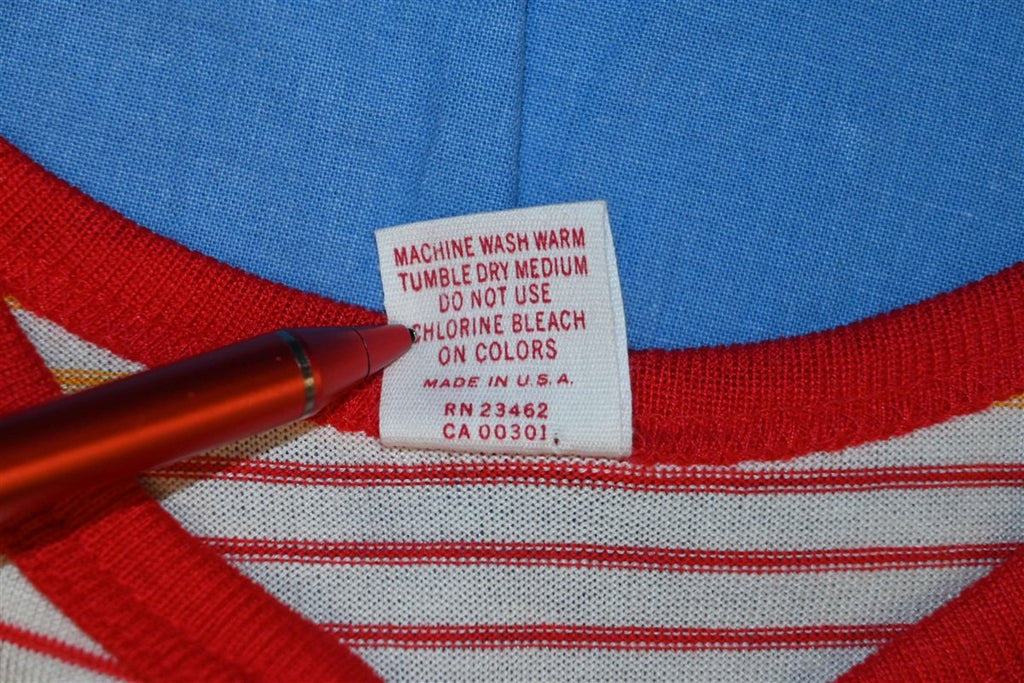 MACHINE WASH WARM
TUMBLE DRY MEDIUM
DO NOT USE
CHLORINE BLEACH
ON COLORS
MADE IN U.S.A.
RN 23462
CA 00301